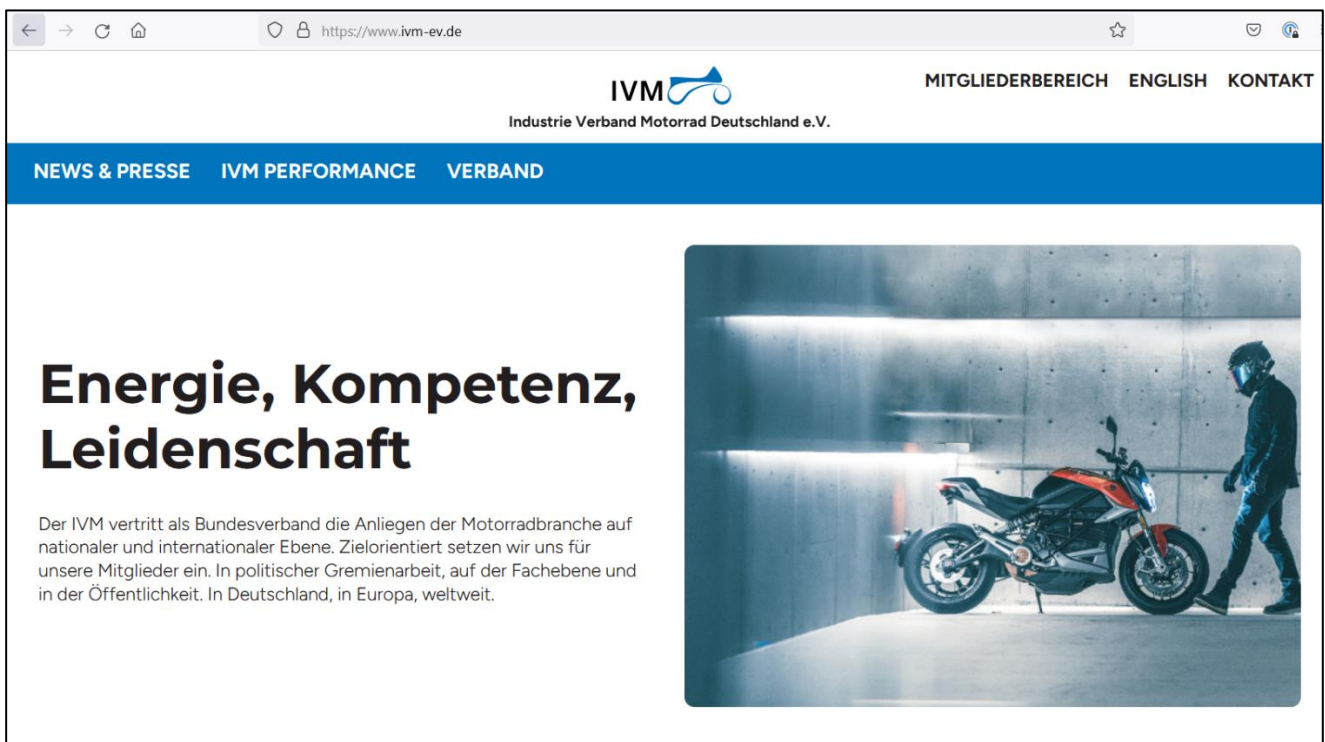 https://www.ivm-ev.de
IVM
Industrie Verband Motorrad Deutschland e.V.
MITGLIEDERBEREICH ENGLISH KONTAKT
NEWS & PRESSE IVM PERFORMANCE VERBAND
Energie, Kompetenz,
Leidenschaft
Der IVM vertritt als Bundesverband die Anliegen der Motorradbranche auf
nationaler und internationaler Ebene. Zielorientiert setzen wir uns für
unsere Mitglieder ein. In politischer Gremienarbeit, auf der Fachebene und
in der Öffentlichkeit. In Deutschland, in Europa, weltweit.